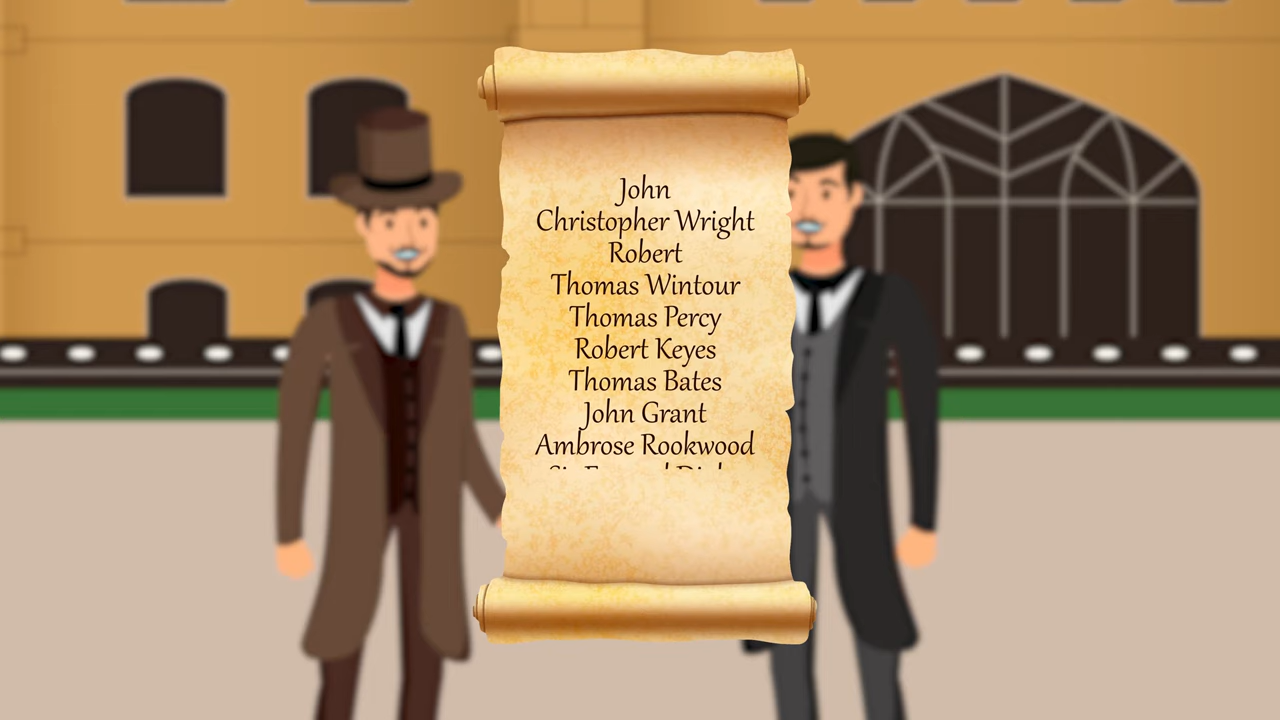 John
Christopher Wright
Robert
Thomas Wintour
Thomas Percy
Robert Keyes
Thomas Bates
John Grant
Ambrose Rookwood